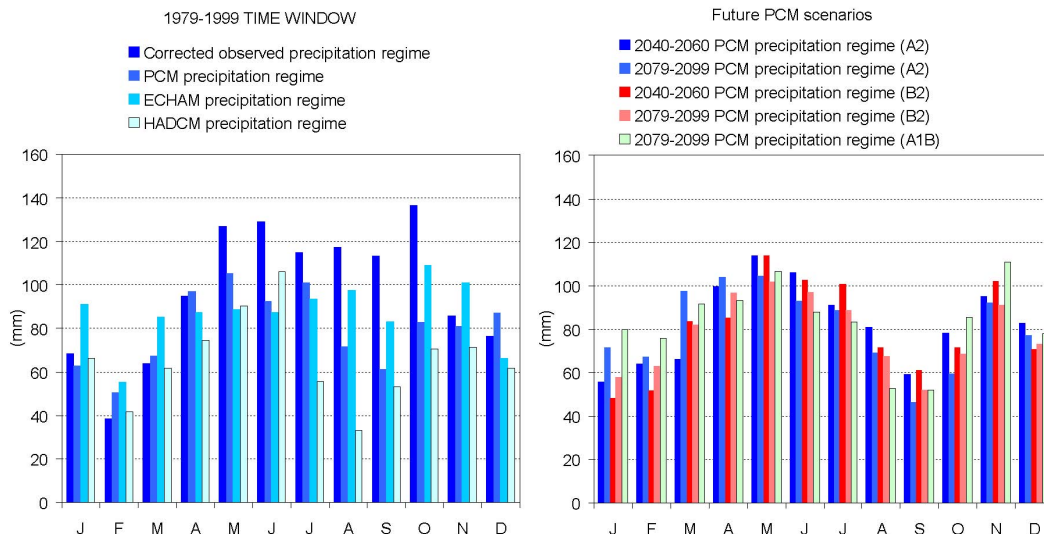 1979-1999 TIME WINDOW
Corrected observed precipitation regime
PCM precipitation regime
ECHAM precipitation regime
HADCM precipitation regime
160
140
120
100
80
60
40
20
0
(mm)
J F M A M J J A S O N D
Future PCM scenarios
2040-2060 PCM precipitation regime (A2)
2079-2099 PCM precipitation regime (A2)
2040-2060 PCM precipitation regime (B2)
2079-2099 PCM precipitation regime (B2)
2079-2099 PCM precipitation regime (A1B)
160
140
120
100
80
60
40
20
0
(mm)
J F M A M J J A S O N D